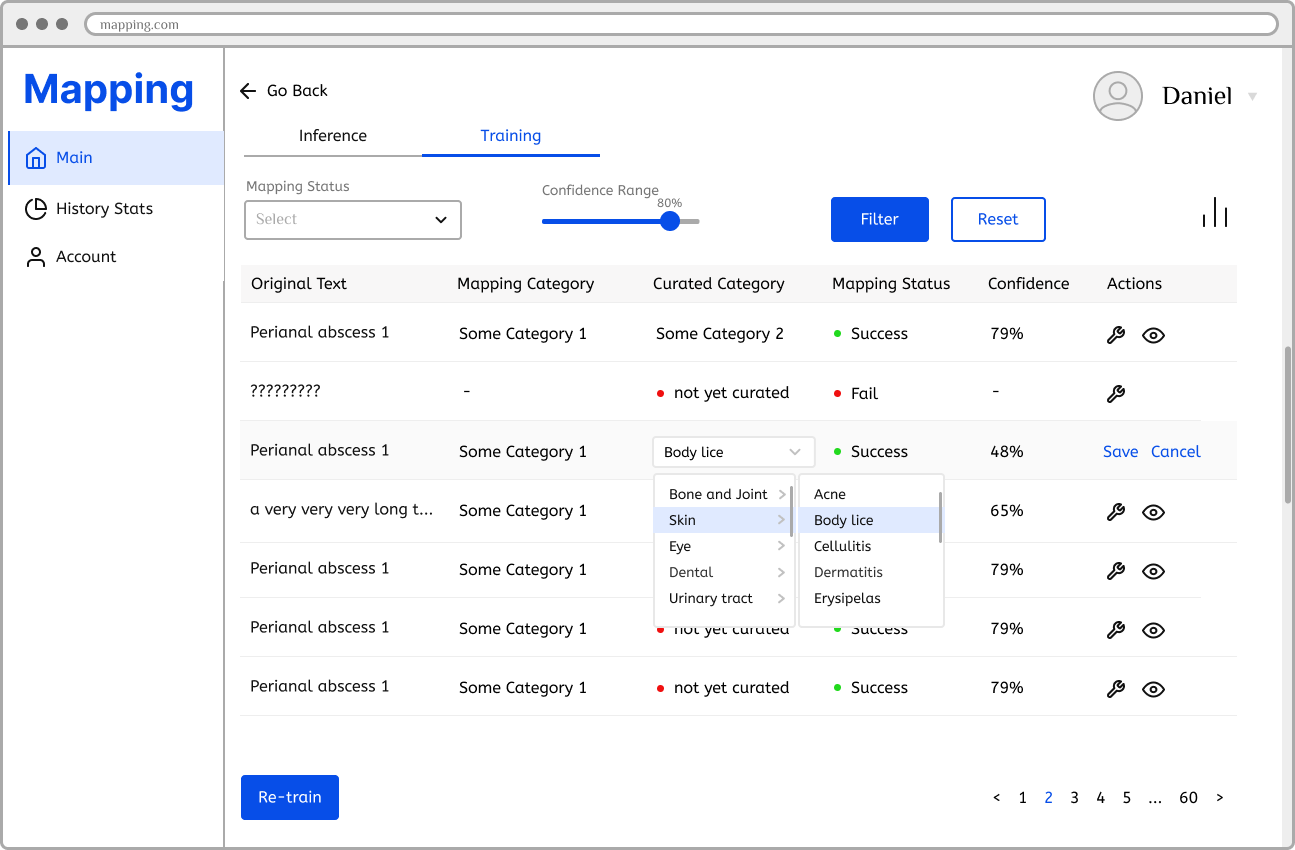 mapping.com
Mapping
Main
History Stats
Account
Go Back
Daniel
Inference Training
Mapping Status
Select
Confidence Range
80%
Filter Reset
Original Text Mapping Category Curated Category Mapping Status Confidence Actions
Perianal abscess 1 Some Category 1 Some Category 2 Success 79%
????????? - not yet curated Fail -
Perianal abscess 1 Some Category 1 Body lice Success 48% Save Cancel
Bone and Joint > Acne
Skin > Body lice
Eye > Cellulitis
Dental > Dermatitis
Urinary tract > Erysipelas
a very very very long t... Some Category 1 65%
Perianal abscess 1 Some Category 1 79%
Perianal abscess 1 Some Category 1 not yet curated Success 79%
Perianal abscess 1 Some Category 1 not yet curated Success 79%
Re-train
< 1 2 3 4 5 ... 60 >